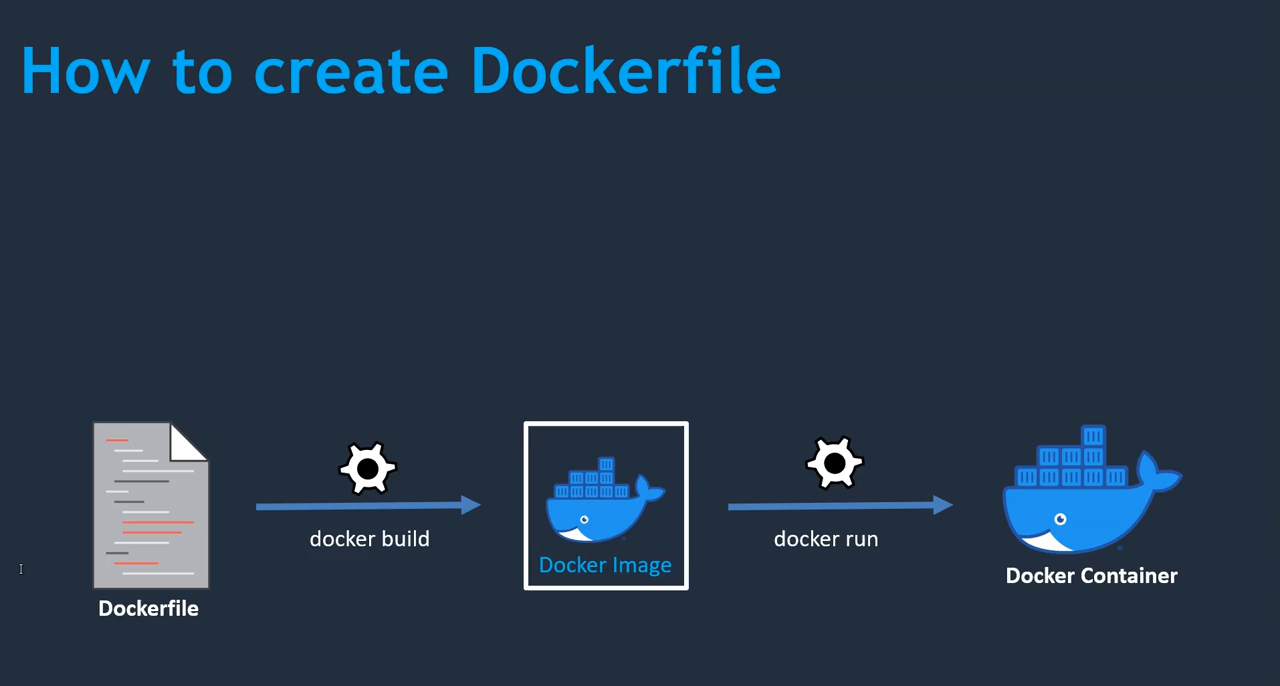 How to create Dockerfile
docker build
docker run
Docker Image
Docker Container
Dockerfile